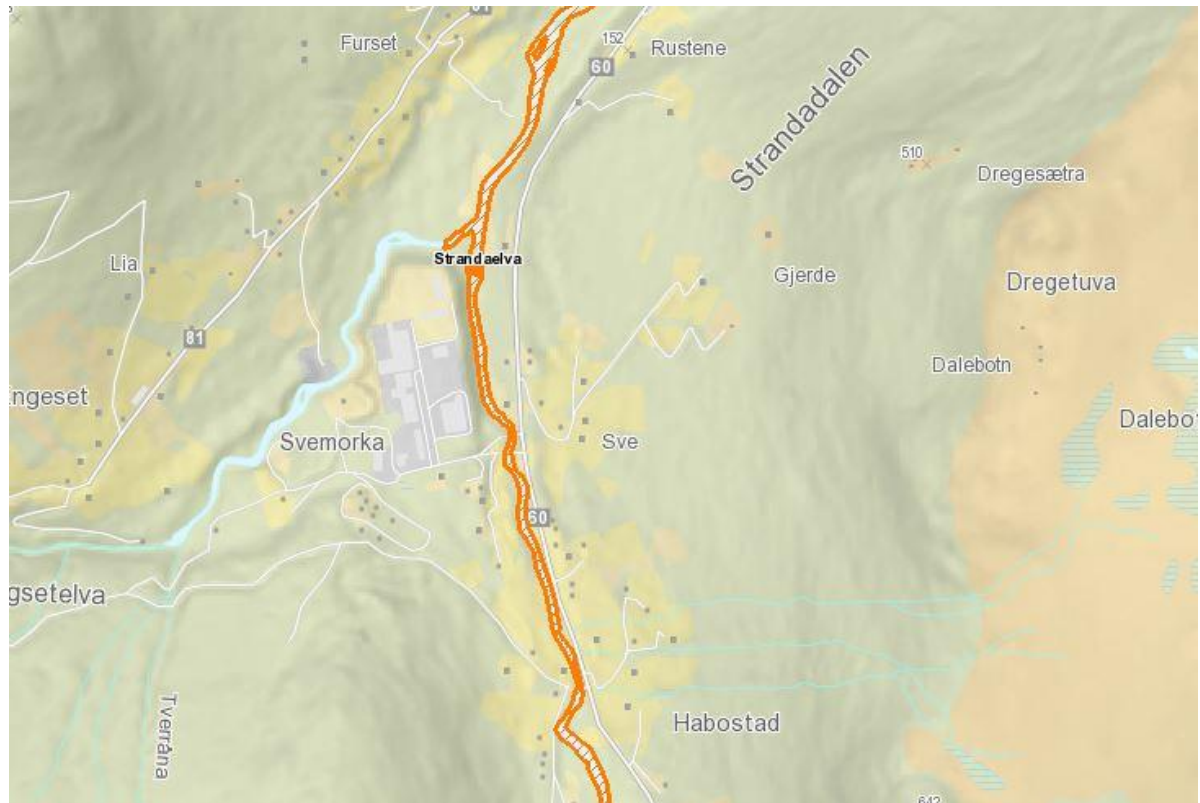 81
Furset
152
Rustene
60
Strandadalen
510
Dregesætra
Strandaelva
Lia
Gjerde
Dregetuva
81
Dalebotn
ngeset
Dalebo
Svemorka
Sve
60
gsetelva
Tverråna
Habostad
642